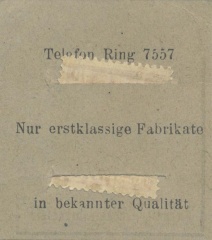 Telefon Ring 7557
Nur erstklassige Fabrikate
in bekannter Qualität